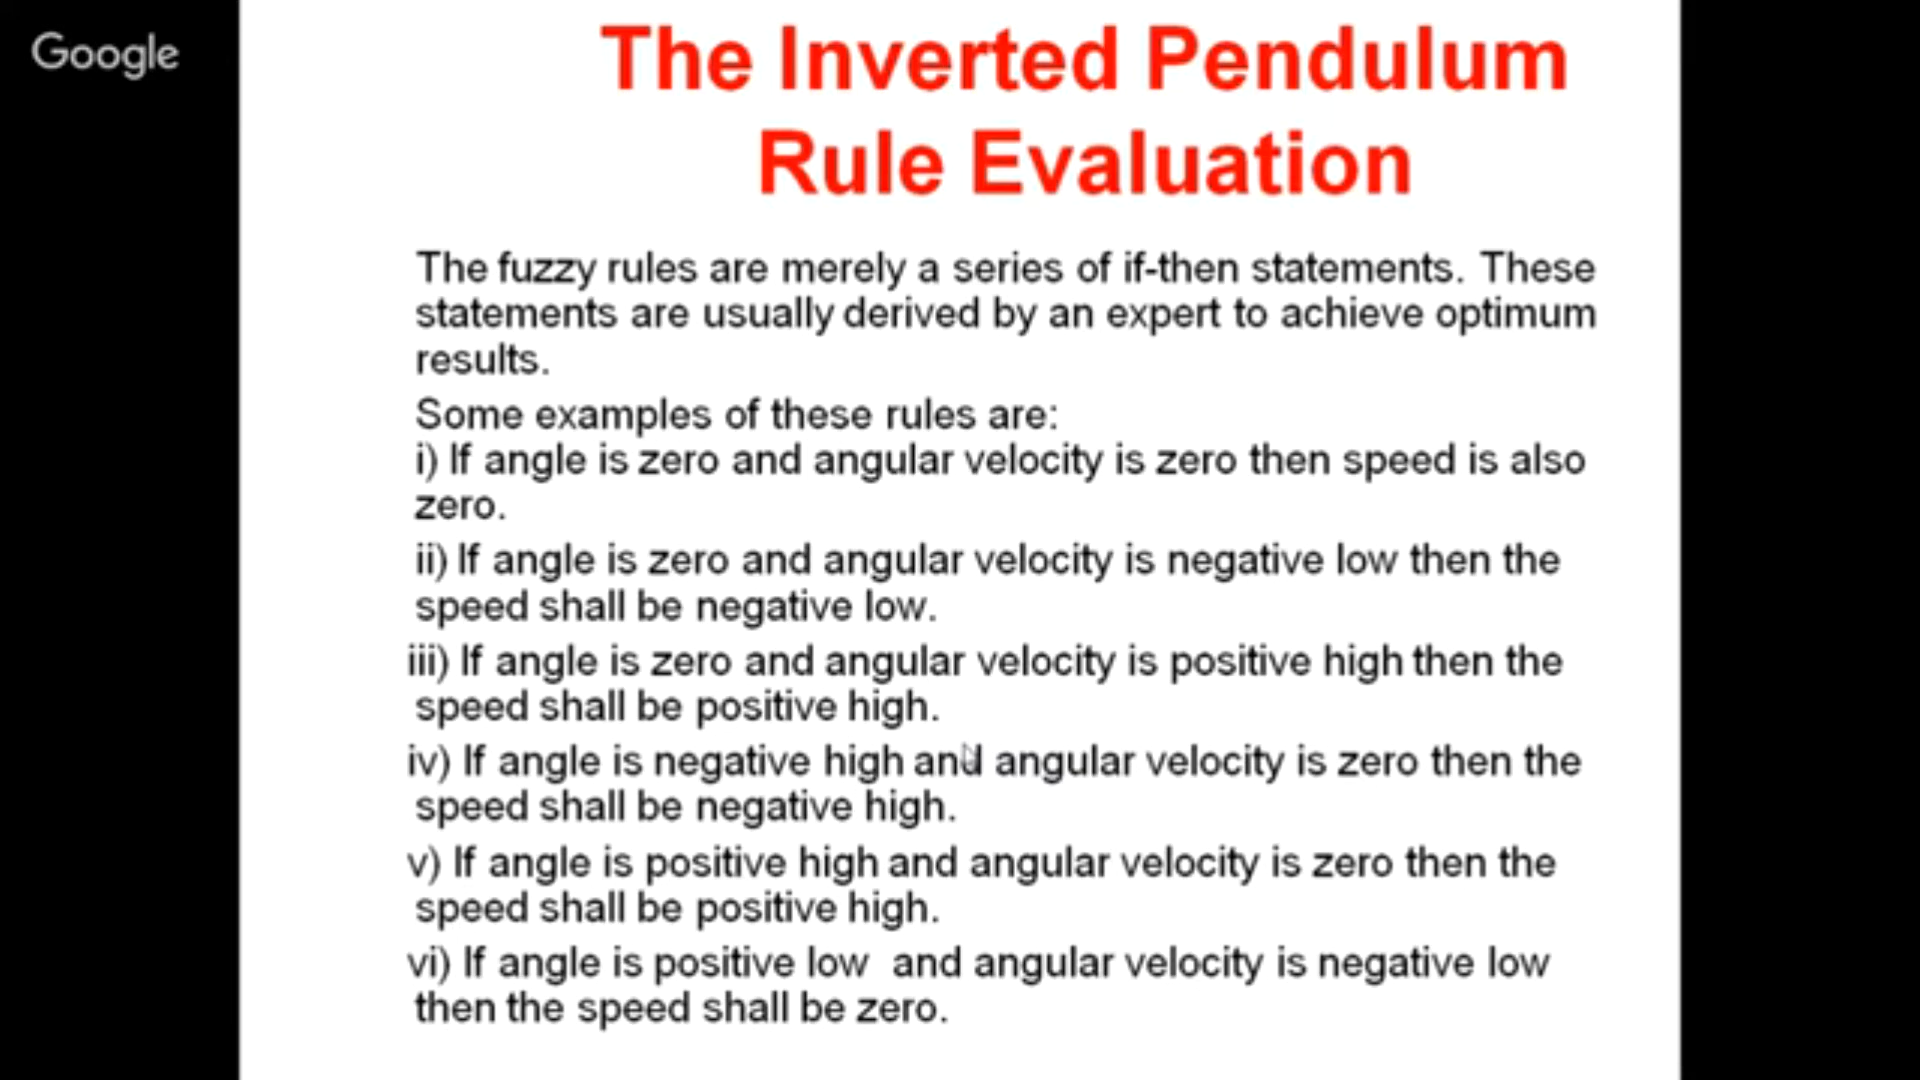 Google
The Inverted Pendulum
Rule Evaluation
The fuzzy rules are merely a series of if-then statements. These
statements are usually derived by an expert to achieve optimum
results.
Some examples of these rules are:
i) If angle is zero and angular velocity is zero then speed is also
zero.
ii) If angle is zero and angular velocity is negative low then the
speed shall be negative low.
iii) If angle is zero and angular velocity is positive high then the
speed shall be positive high.
iv) If angle is negative high and angular velocity is zero then the
speed shall be negative high.
v) If angle is positive high and angular velocity is zero then the
speed shall be positive high.
vi) If angle is positive low and angular velocity is negative low
then the speed shall be zero.